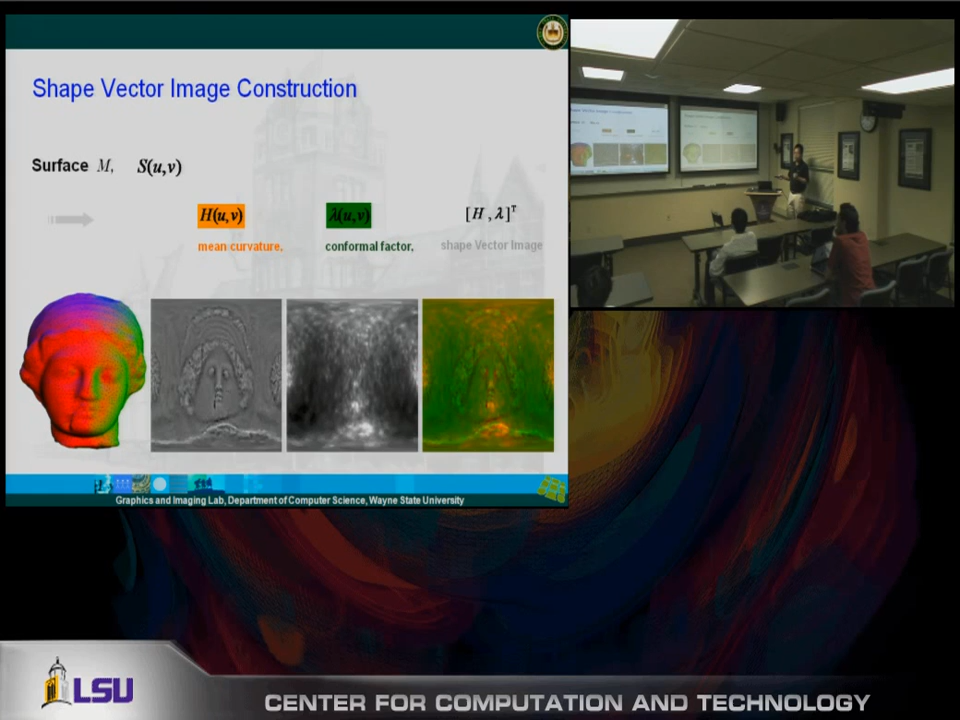 Shape Vector Image Construction
Surface M, S(u,v)
H(u,v) λ(u,v) [H,λ]ᵀ
mean curvature, conformal factor, shape Vector Image
Graphics and Imaging Lab, Department of Computer Science, Wayne State University
LSU
CENTER FOR COMPUTATION AND TECHNOLOGY